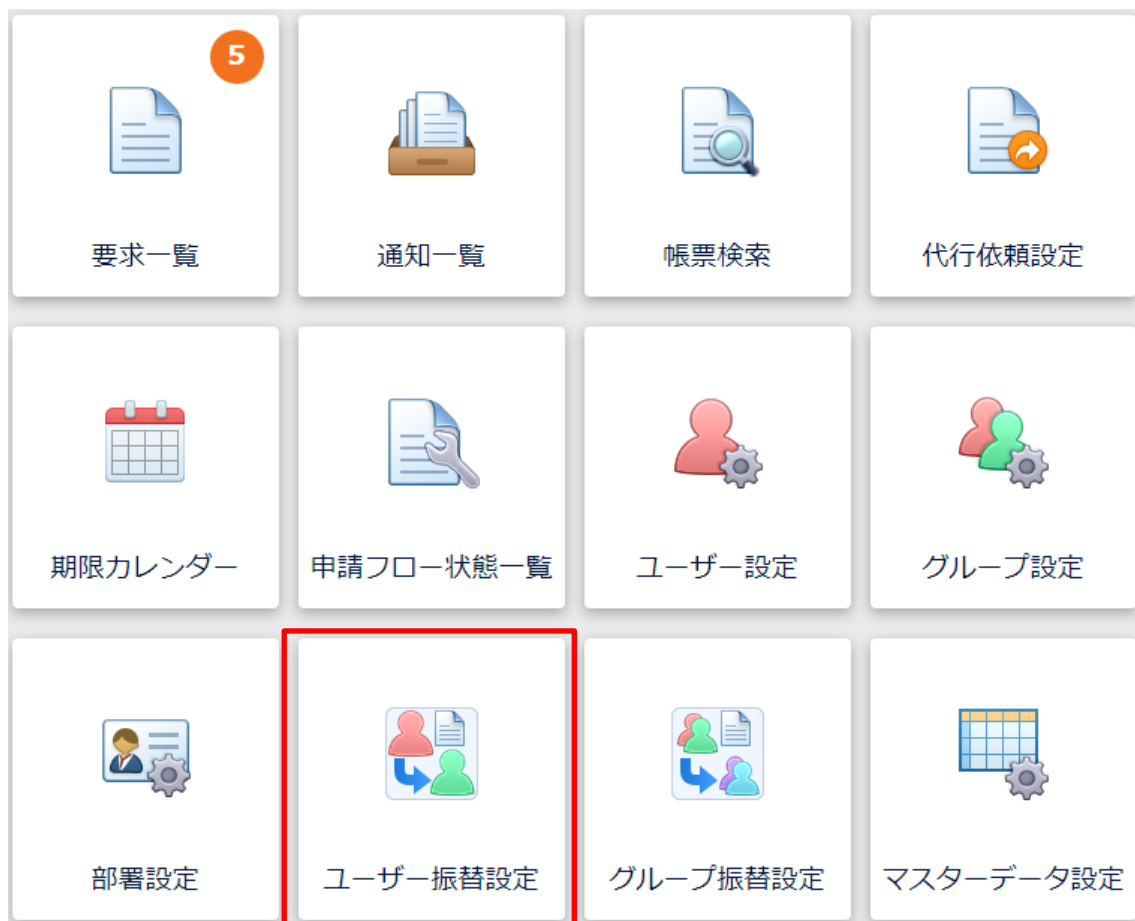 5
要求一覧
通知一覧
帳票検索
代行依頼設定
期限カレンダー
申請フロー状態一覧
ユーザー設定
グループ設定
部署設定
ユーザー振替設定
グループ振替設定
マスターデータ設定